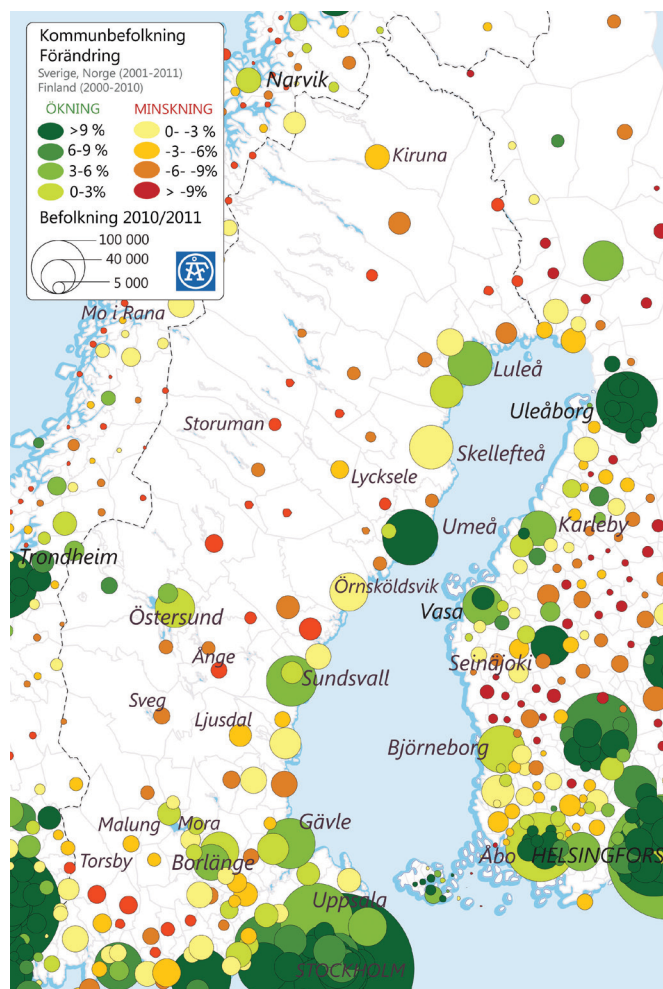 Kommunbefolkning
Förändring
Sverige, Norge (2001-2011)
Finland (2000-2010)
ÖKNING
MINSKNING
>9 %
0- -3 %
6-9 %
-3- -6%
3-6 %
-6- -9%
0-3%
> -9%
Befolkning 2010/2011
100 000
40 000
5 000
ÅF
Narvik
Kiruna
Mo i Rana
Luleå
Uleåborg
Storuman
Skellefteå
Lycksele
Umeå
Karleby
Trondheim
Örnsköldsvik
Vasa
Östersund
Ånge
Seinäjoki
Sundsvall
Sveg
Ljusdal
Björneborg
Malung
Mora
Gävle
Torsby
Borlänge
Åbo
HELSINGFORS
Uppsala
STOCKHOLM